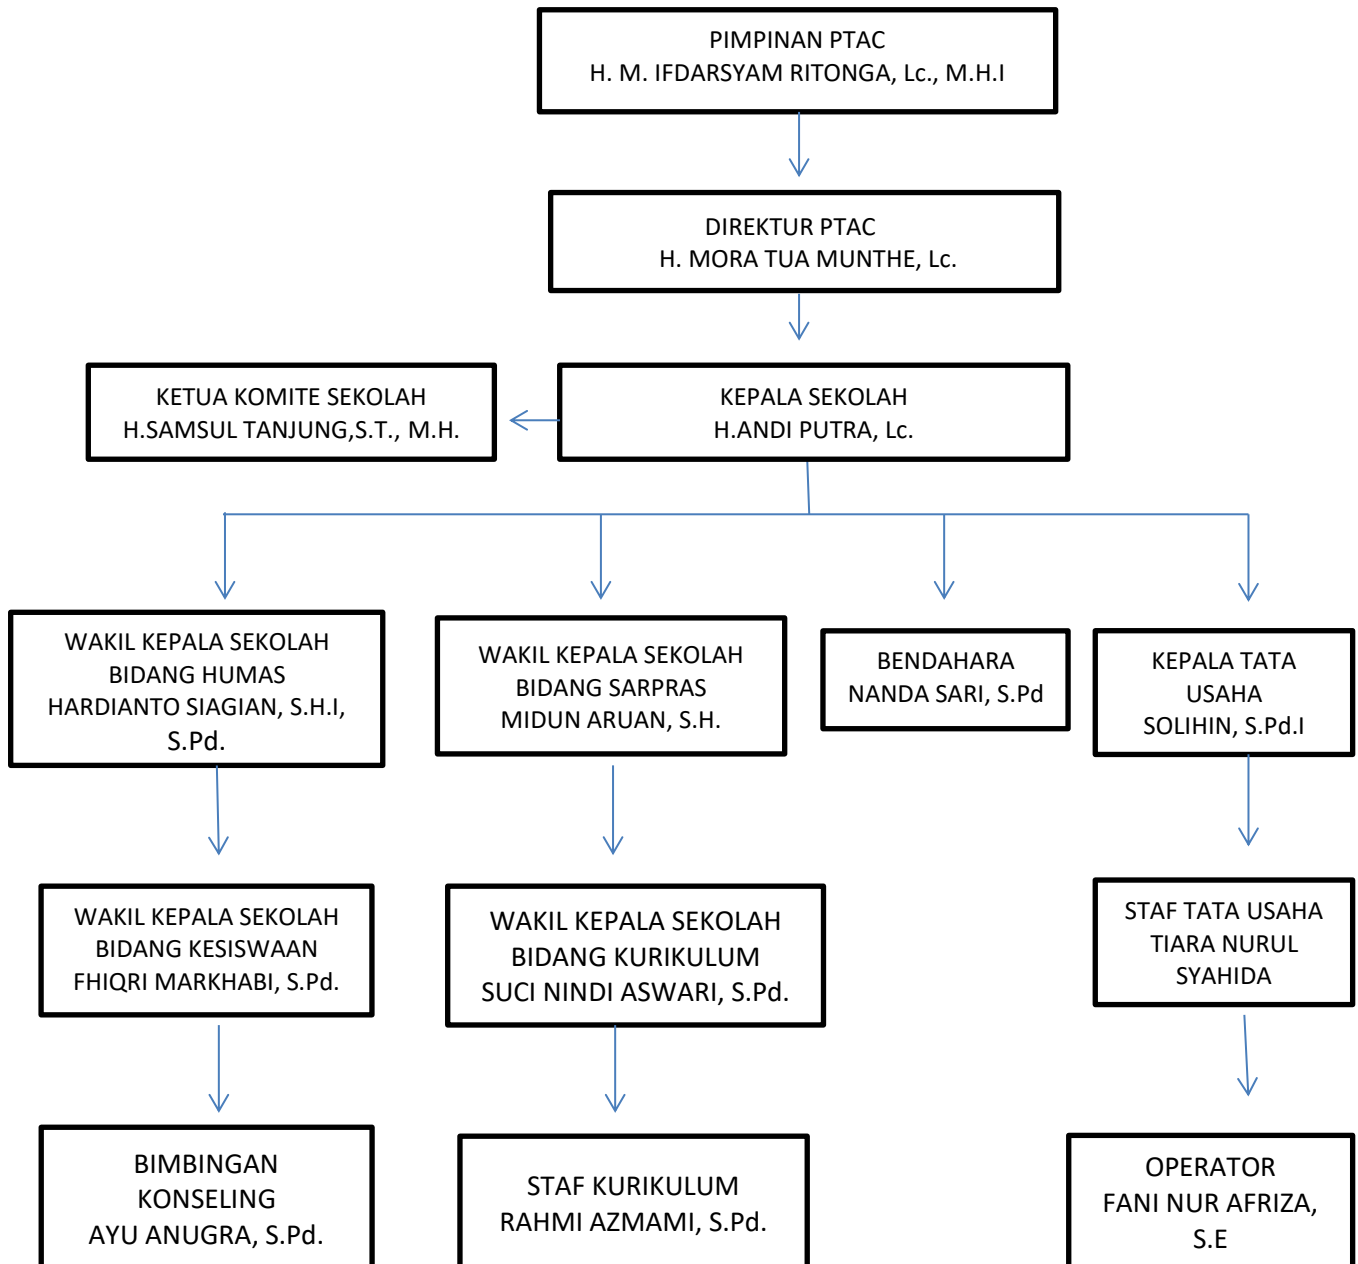 PIMPINAN PTAC
H. M. IFDARSYAM RITONGA, Lc., M.H.I
DIREKTUR PTAC
H. MORA TUA MUNTHE, Lc.
KETUA KOMITE SEKOLAH
H.SAMSUL TANJUNG,S.T., M.H.
KEPALA SEKOLAH
H.ANDI PUTRA, Lc.
WAKIL KEPALA SEKOLAH
BIDANG HUMAS
HARDIANTO SIAGIAN, S.H.I,
S.Pd.
WAKIL KEPALA SEKOLAH
BIDANG SARPRAS
MIDUN ARUAN, S.H.
BENDAHARA
NANDA SARI, S.Pd
KEPALA TATA
USAHA
SOLIHIN, S.Pd.I
WAKIL KEPALA SEKOLAH
BIDANG KESISWAAN
FHIQRI MARKHABI, S.Pd.
WAKIL KEPALA SEKOLAH
BIDANG KURIKULUM
SUCI NINDI ASWARI, S.Pd.
STAF TATA USAHA
TIARA NURUL
SYAHIDA
BIMBINGAN
KONSELING
AYU ANUGRA, S.Pd.
STAF KURIKULUM
RAHMI AZMAMI, S.Pd.
OPERATOR
FANI NUR AFRIZA,
S.E